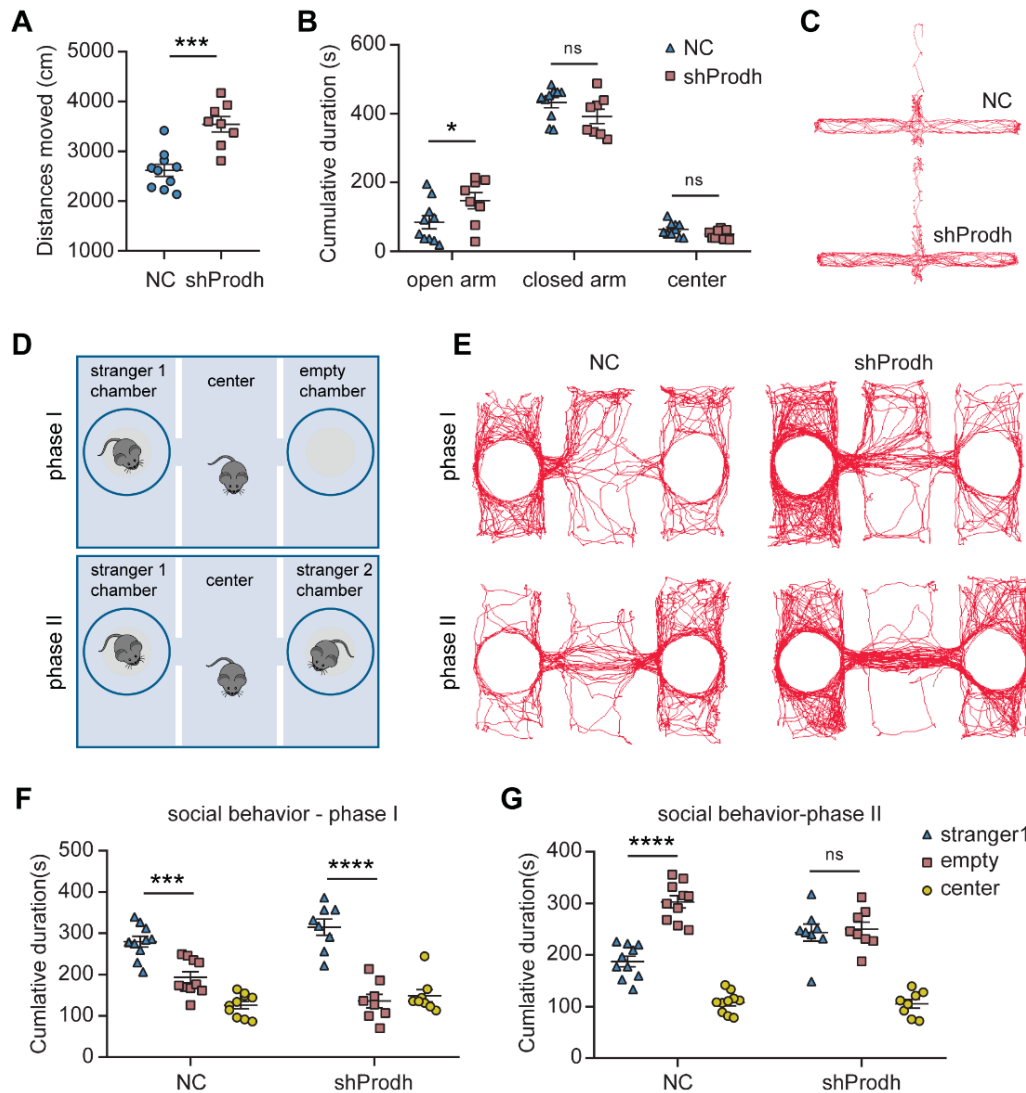 A
Distances moved (cm)
5000
4000
3000
2000
1000
***
NC shProdh
B
Cumulative duration (s)
600
400
200
0
*
ns
ns
NC
shProdh
open arm closed arm center
C
NC
shProdh
D
phase I
stranger 1
chamber
center
empty
chamber
phase II
stranger 1
chamber
center
stranger 2
chamber
E
NC shProdh
phase I
phase II
F
social behavior - phase I
Cumulative duration(s)
500
400
300
200
100
0
***
****
NC shProdh
G
social behavior-phase II
Cumlative duration(s)
400
300
200
100
0
****
ns
NC shProdh
stranger1
empty
center